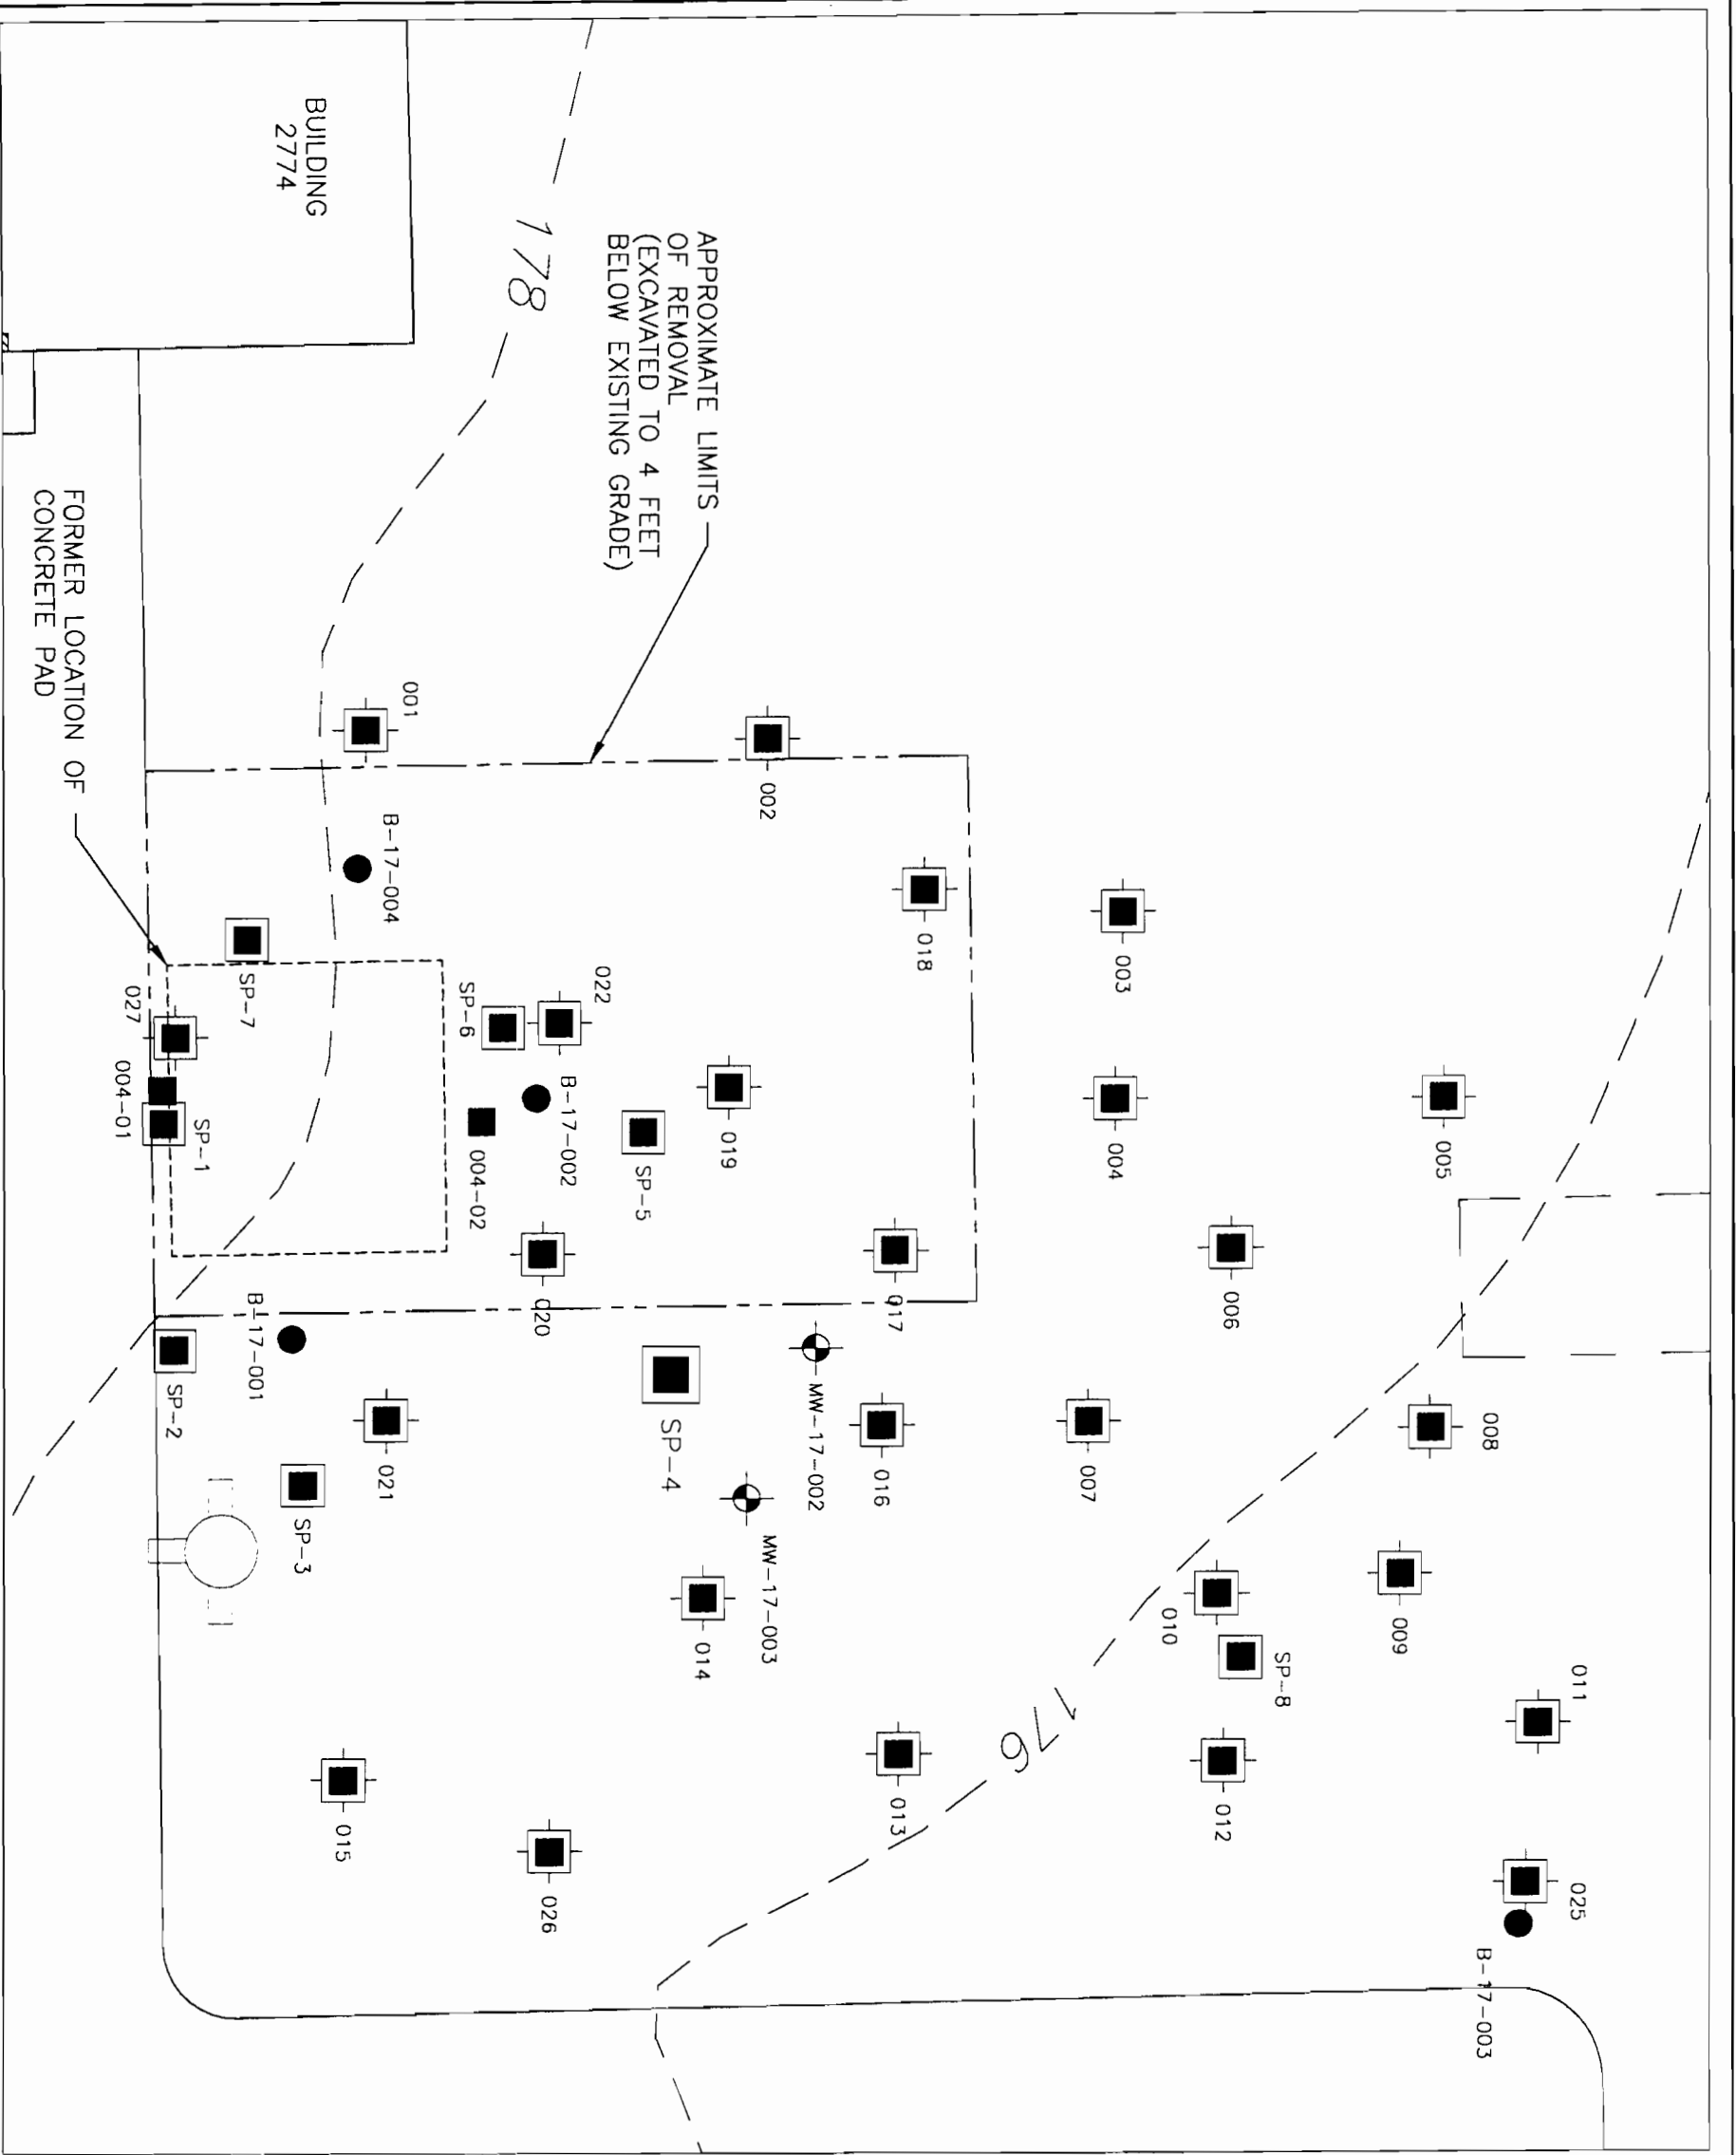 BUILDING
2774
178
APPROXIMATE LIMITS
OF REMOVAL
(EXCAVATED TO 4 FEET
BELOW EXISTING GRADE)
FORMER LOCATION OF
CONCRETE PAD
001
002
B-17-004
018
003
SP-7
027
SP-6
022
004-01
SP-1
B-17-002
004-02
SP-5
019
004
005
020
017
006
B-17-001
SP-2
021
SP-4
MW-17-002
016
007
008
SP-3
MW-17-003
014
010
009
SP-8
011
176
015
013
012
026
025
B-17-003